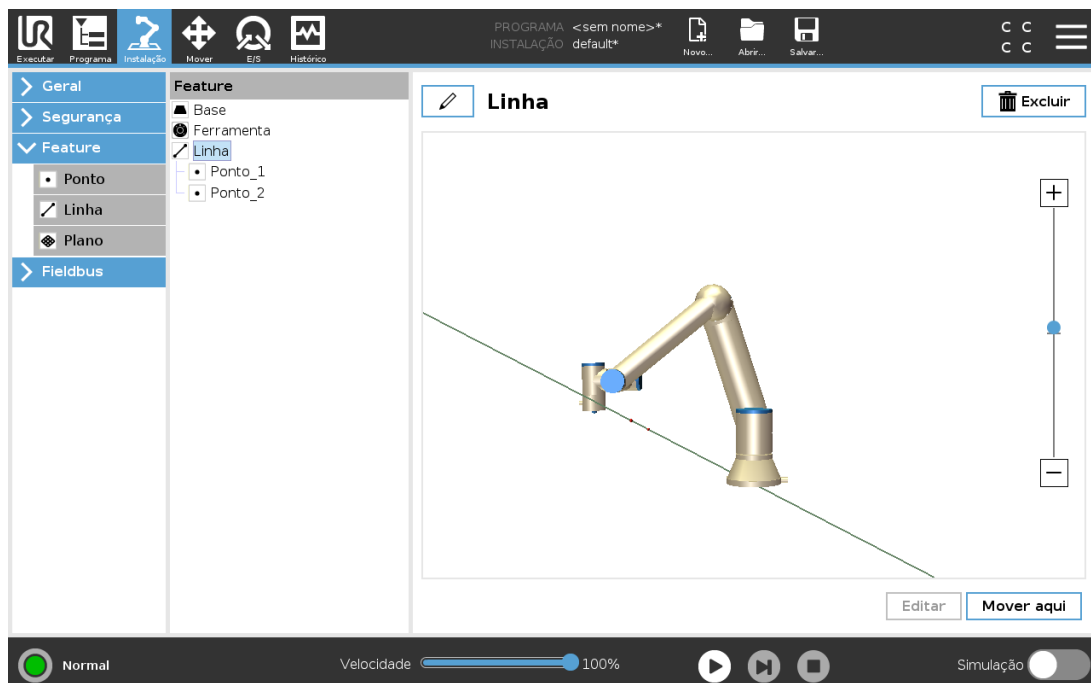 UR
PROGRAMA <sem nome>*
INSTALAÇÃO default*
C C
C C
Executar Programa Instalação Mover E/S Histórico Novo... Abrir... Salvar...
Geral
Segurança
Feature
Ponto
Linha
Plano
Fieldbus
Feature
Base
Ferramenta
Linha
Ponto_1
Ponto_2
Linha
Excluir
Editar
Mover aqui
Normal
Velocidade 100%
Simulação